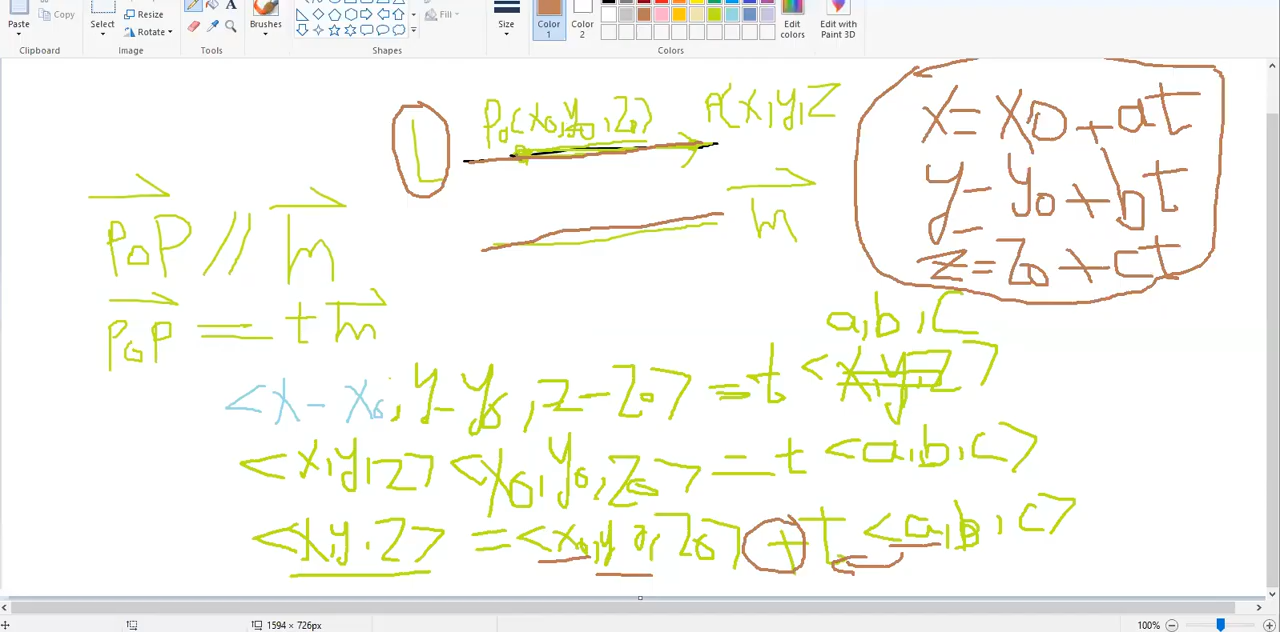 Paste
Copy
Clipboard
Select
Resize
Rotate
Image
A
Tools
Brushes
Shapes
Fill
Size
Color 1
Color 2
Edit colors
Edit with Paint 3D
Colors
L
P0(x0,y0,z0)
P(x,y,z
m
x=x0+at
y=y0+bt
z=z0+ct
P0P // m
P0P = t m
a,b,c
<x-x0, y-y0, z-z0> = t <x,y,z>
<x,y,z> <x0,y0,z0> = t <a,b,c>
<x,y.z> = <x0,y0,z0> + t <a,b,c>
1594 × 726px
100%